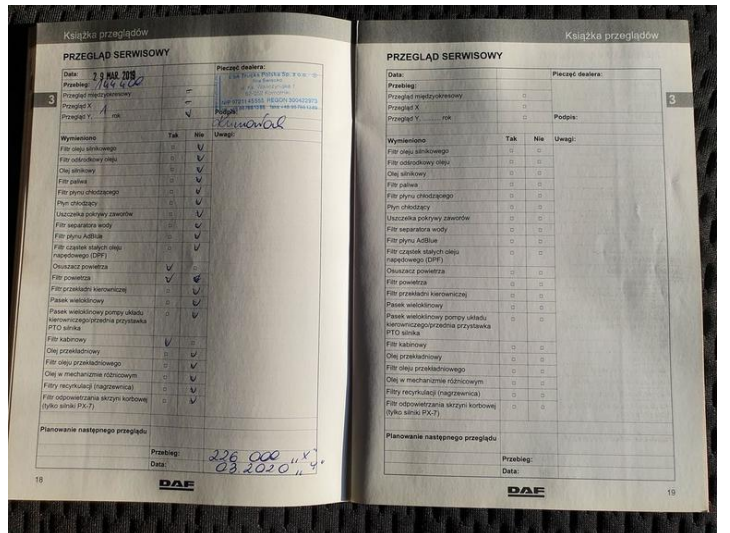 Książka przeglądów
PRZEGLĄD SERWISOWY
Data: 29 MAR. 2019
Przebieg: 144400
Przegląd międzyokresowy
Przegląd X
Przegląd Y, 1 rok
Pieczęć dealera:
Podpis:
Wymieniono Tak Nie Uwagi:
Filtr oleju silnikowego
Filtr odśrodkowy oleju
Olej silnikowy
Filtr paliwa
Filtr płynu chłodzącego
Płyn chłodzący
Uszczelka pokrywy zaworów
Filtr separatora wody
Filtr płynu AdBlue
Filtr cząstek stałych oleju
napędowego (DPF)
Osuszacz powietrza
Filtr powietrza
Filtr przekładni kierowniczej
Pasek wieloklinowy
Pasek wieloklinowy pompy układu
kierowniczego/przednia przystawka
PTO silnika
Filtr kabinowy
Olej przekładniowy
Filtr oleju przekładniowego
Olej w mechanizmie różnicowym
Filtry recyrkulacji (nagrzewnica)
Filtr odpowietrzania skrzyni korbowej
(tylko silniki PX-7)
Planowanie następnego przeglądu
Przebieg: 226 000 „X"
Data: 03.2020 „Y"
18
DAF
Książka przeglądów
PRZEGLĄD SERWISOWY
3
Data:
Przebieg:
Przegląd międzyokresowy
Przegląd X
Przegląd Y, rok
Pieczęć dealera:
Podpis:
3
Wymieniono Tak Nie Uwagi:
Filtr oleju silnikowego
Filtr odśrodkowy oleju
Olej silnikowy
Filtr paliwa
Filtr płynu chłodzącego
Płyn chłodzący
Uszczelka pokrywy zaworów
Filtr separatora wody
Filtr płynu AdBlue
Filtr cząstek stałych oleju
napędowego (DPF)
Osuszacz powietrza
Filtr powietrza
Filtr przekładni kierowniczej
Pasek wieloklinowy
Pasek wieloklinowy pompy układu
kierowniczego/przednia przystawka
PTO silnika
Filtr kabinowy
Olej przekładniowy
Filtr oleju przekładniowego
Olej w mechanizmie różnicowym
Filtry recyrkulacji (nagrzewnica)
Filtr odpowietrzania skrzyni korbowej
(tylko silniki PX-7)
Planowanie następnego przeglądu
Przebieg:
Data:
DAF
19